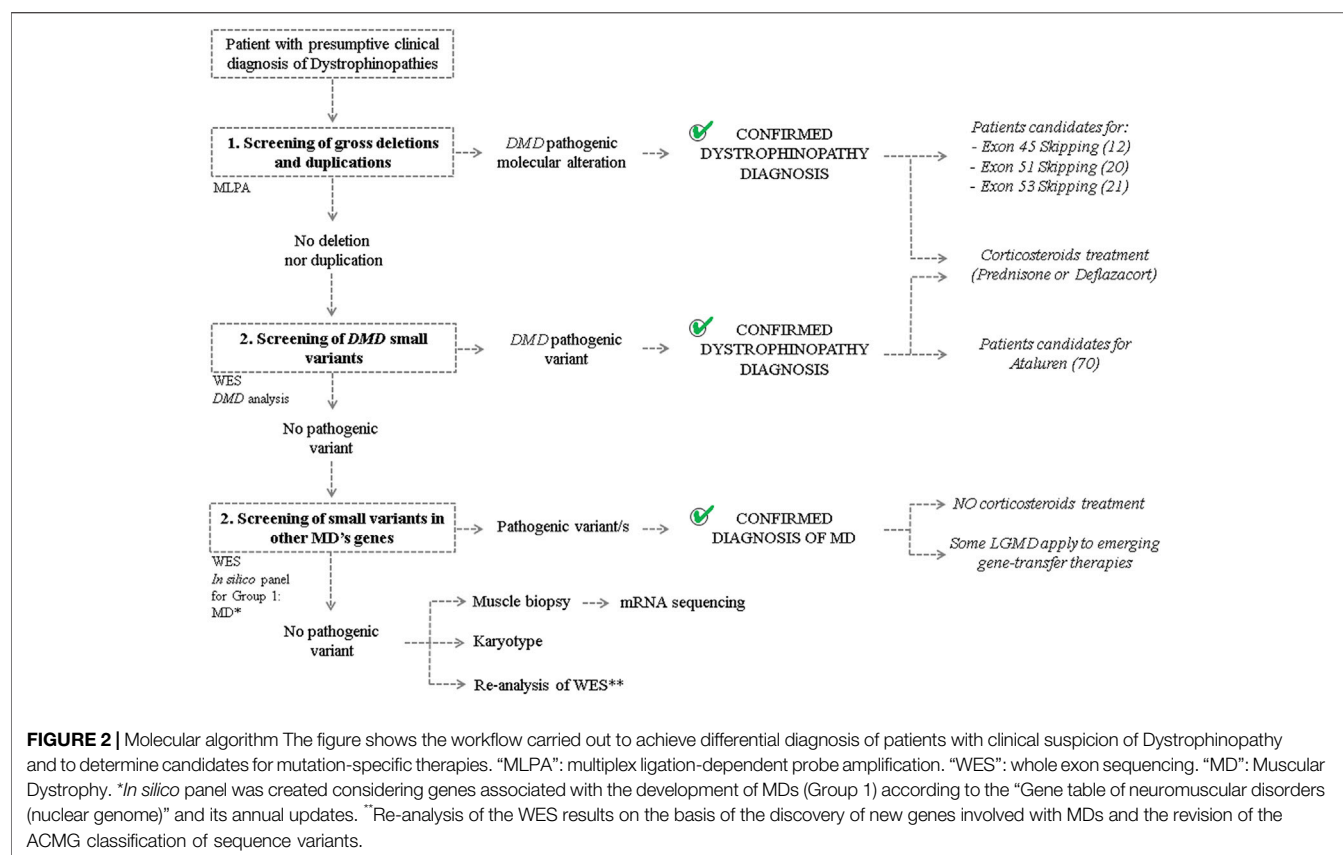 Patient with presumptive clinical
diagnosis of Dystrophinopathies
1. Screening of gross deletions
and duplications
MLPA
DMD pathogenic
molecular alteration
CONFIRMED
DYSTROPHINOPATHY
DIAGNOSIS
Patients candidates for:
- Exon 45 Skipping (12)
- Exon 51 Skipping (20)
- Exon 53 Skipping (21)
No deletion
nor duplication
Corticosteroids treatment
(Prednisone or Deflazacort)
2. Screening of DMD small
variants
WES
DMD analysis
DMD pathogenic
variant
CONFIRMED
DYSTROPHINOPATHY
DIAGNOSIS
Patients candidates for
Ataluren (70)
No pathogenic
variant
2. Screening of small variants in
other MD's genes
WES
In silico panel
for Group 1:
MD*
Pathogenic variant/s
CONFIRMED
DIAGNOSIS OF MD
NO corticosteroids treatment
Some LGMD apply to emerging
gene-transfer therapies
No pathogenic
variant
Muscle biopsy
mRNA sequencing
Karyotype
Re-analysis of WES**
FIGURE 2 | Molecular algorithm The figure shows the workflow carried out to achieve differential diagnosis of patients with clinical suspicion of Dystrophinopathy
and to determine candidates for mutation-specific therapies. “MLPA”: multiplex ligation-dependent probe amplification. “WES”: whole exon sequencing. “MD”: Muscular
Dystrophy. *In silico panel was created considering genes associated with the development of MDs (Group 1) according to the “Gene table of neuromuscular disorders
(nuclear genome)” and its annual updates. **Re-analysis of the WES results on the basis of the discovery of new genes involved with MDs and the revision of the
ACMG classification of sequence variants.